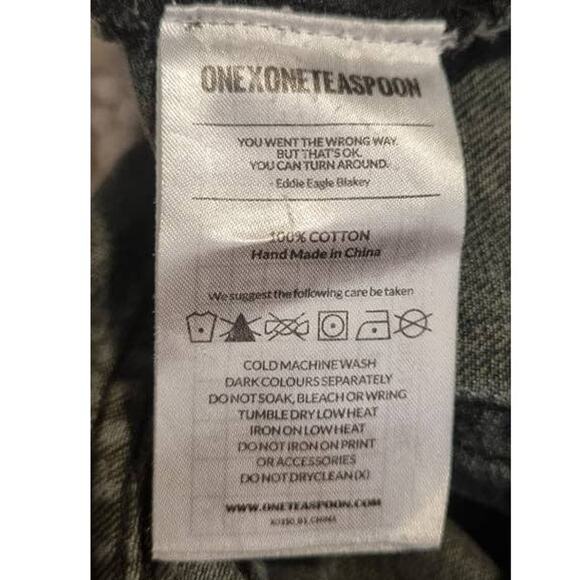 ONEXONETEASPOON
YOU WENT THE WRONG WAY.
BUT THAT'S OK.
YOU CAN TURN AROUND.
- Eddie Eagle Blakey
100% COTTON
Hand Made in China
We suggest the following care be taken
COLD MACHINE WASH
DARK COLOURS SEPARATELY
DO NOT SOAK, BLEACH OR WRING
TUMBLE DRY LOW HEAT
IRON ON LOW HEAT
DO NOT IRON ON PRINT
OR ACCESSORIES
DO NOT DRYCLEAN (X)
WWW.ONETEASPOON.COM
CHINA